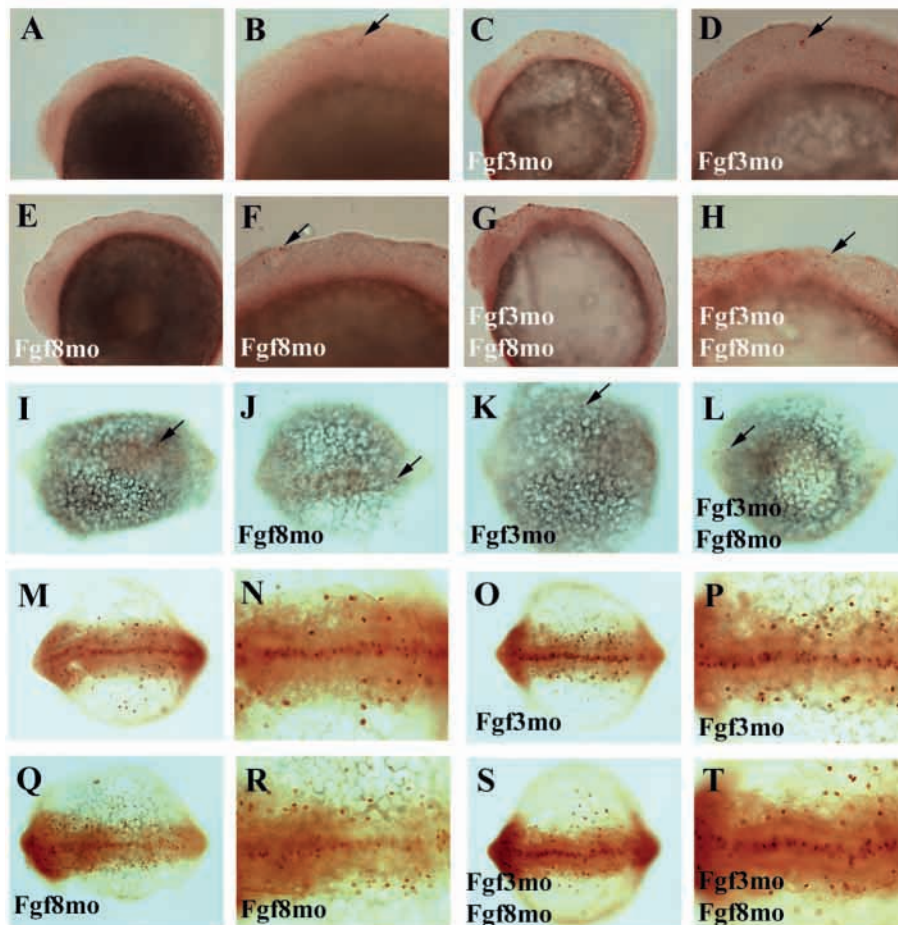 A
B
C
Fgf3mo
D
Fgf3mo
E
Fgf8mo
F
Fgf8mo
G
Fgf3mo
Fgf8mo
H
Fgf3mo
Fgf8mo
I
J
Fgf8mo
K
Fgf3mo
L
Fgf3mo
Fgf8mo
M
N
O
Fgf3mo
P
Fgf3mo
Q
Fgf8mo
R
Fgf8mo
S
Fgf3mo
Fgf8mo
T
Fgf3mo
Fgf8mo